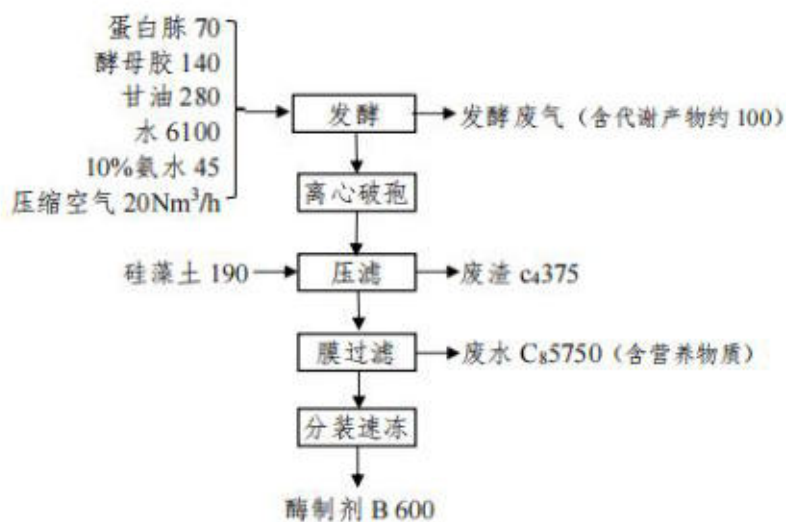 蛋白胨 70
酵母胶 140
甘油 280
水 6100
10%氨水 45
压缩空气 20Nm³/h
发酵
发酵废气（含代谢产物约 100）
离心破孢
硅藻土 190
压滤
废渣 c₄375
膜过滤
废水 C₈5750（含营养物质）
分装速冻
酶制剂 B 600